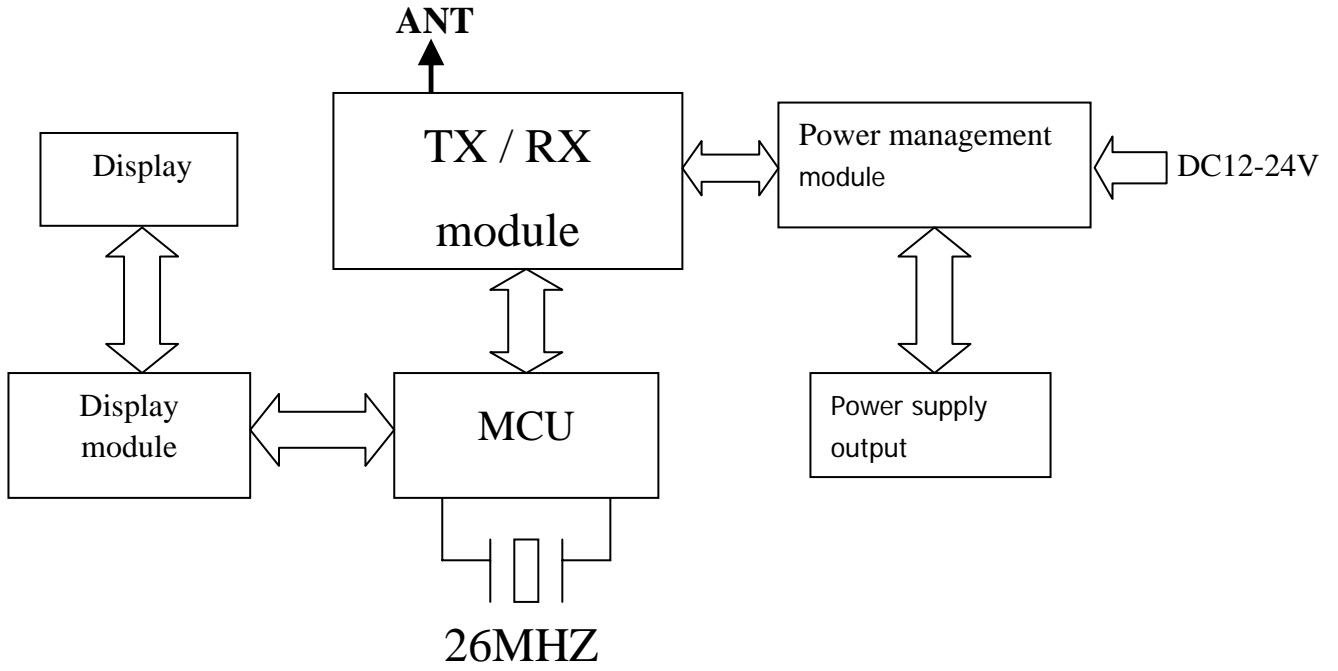 ANT
TX / RX
module
Power management
module
DC12-24V
Display
Display
module
MCU
Power supply
output
26MHZ